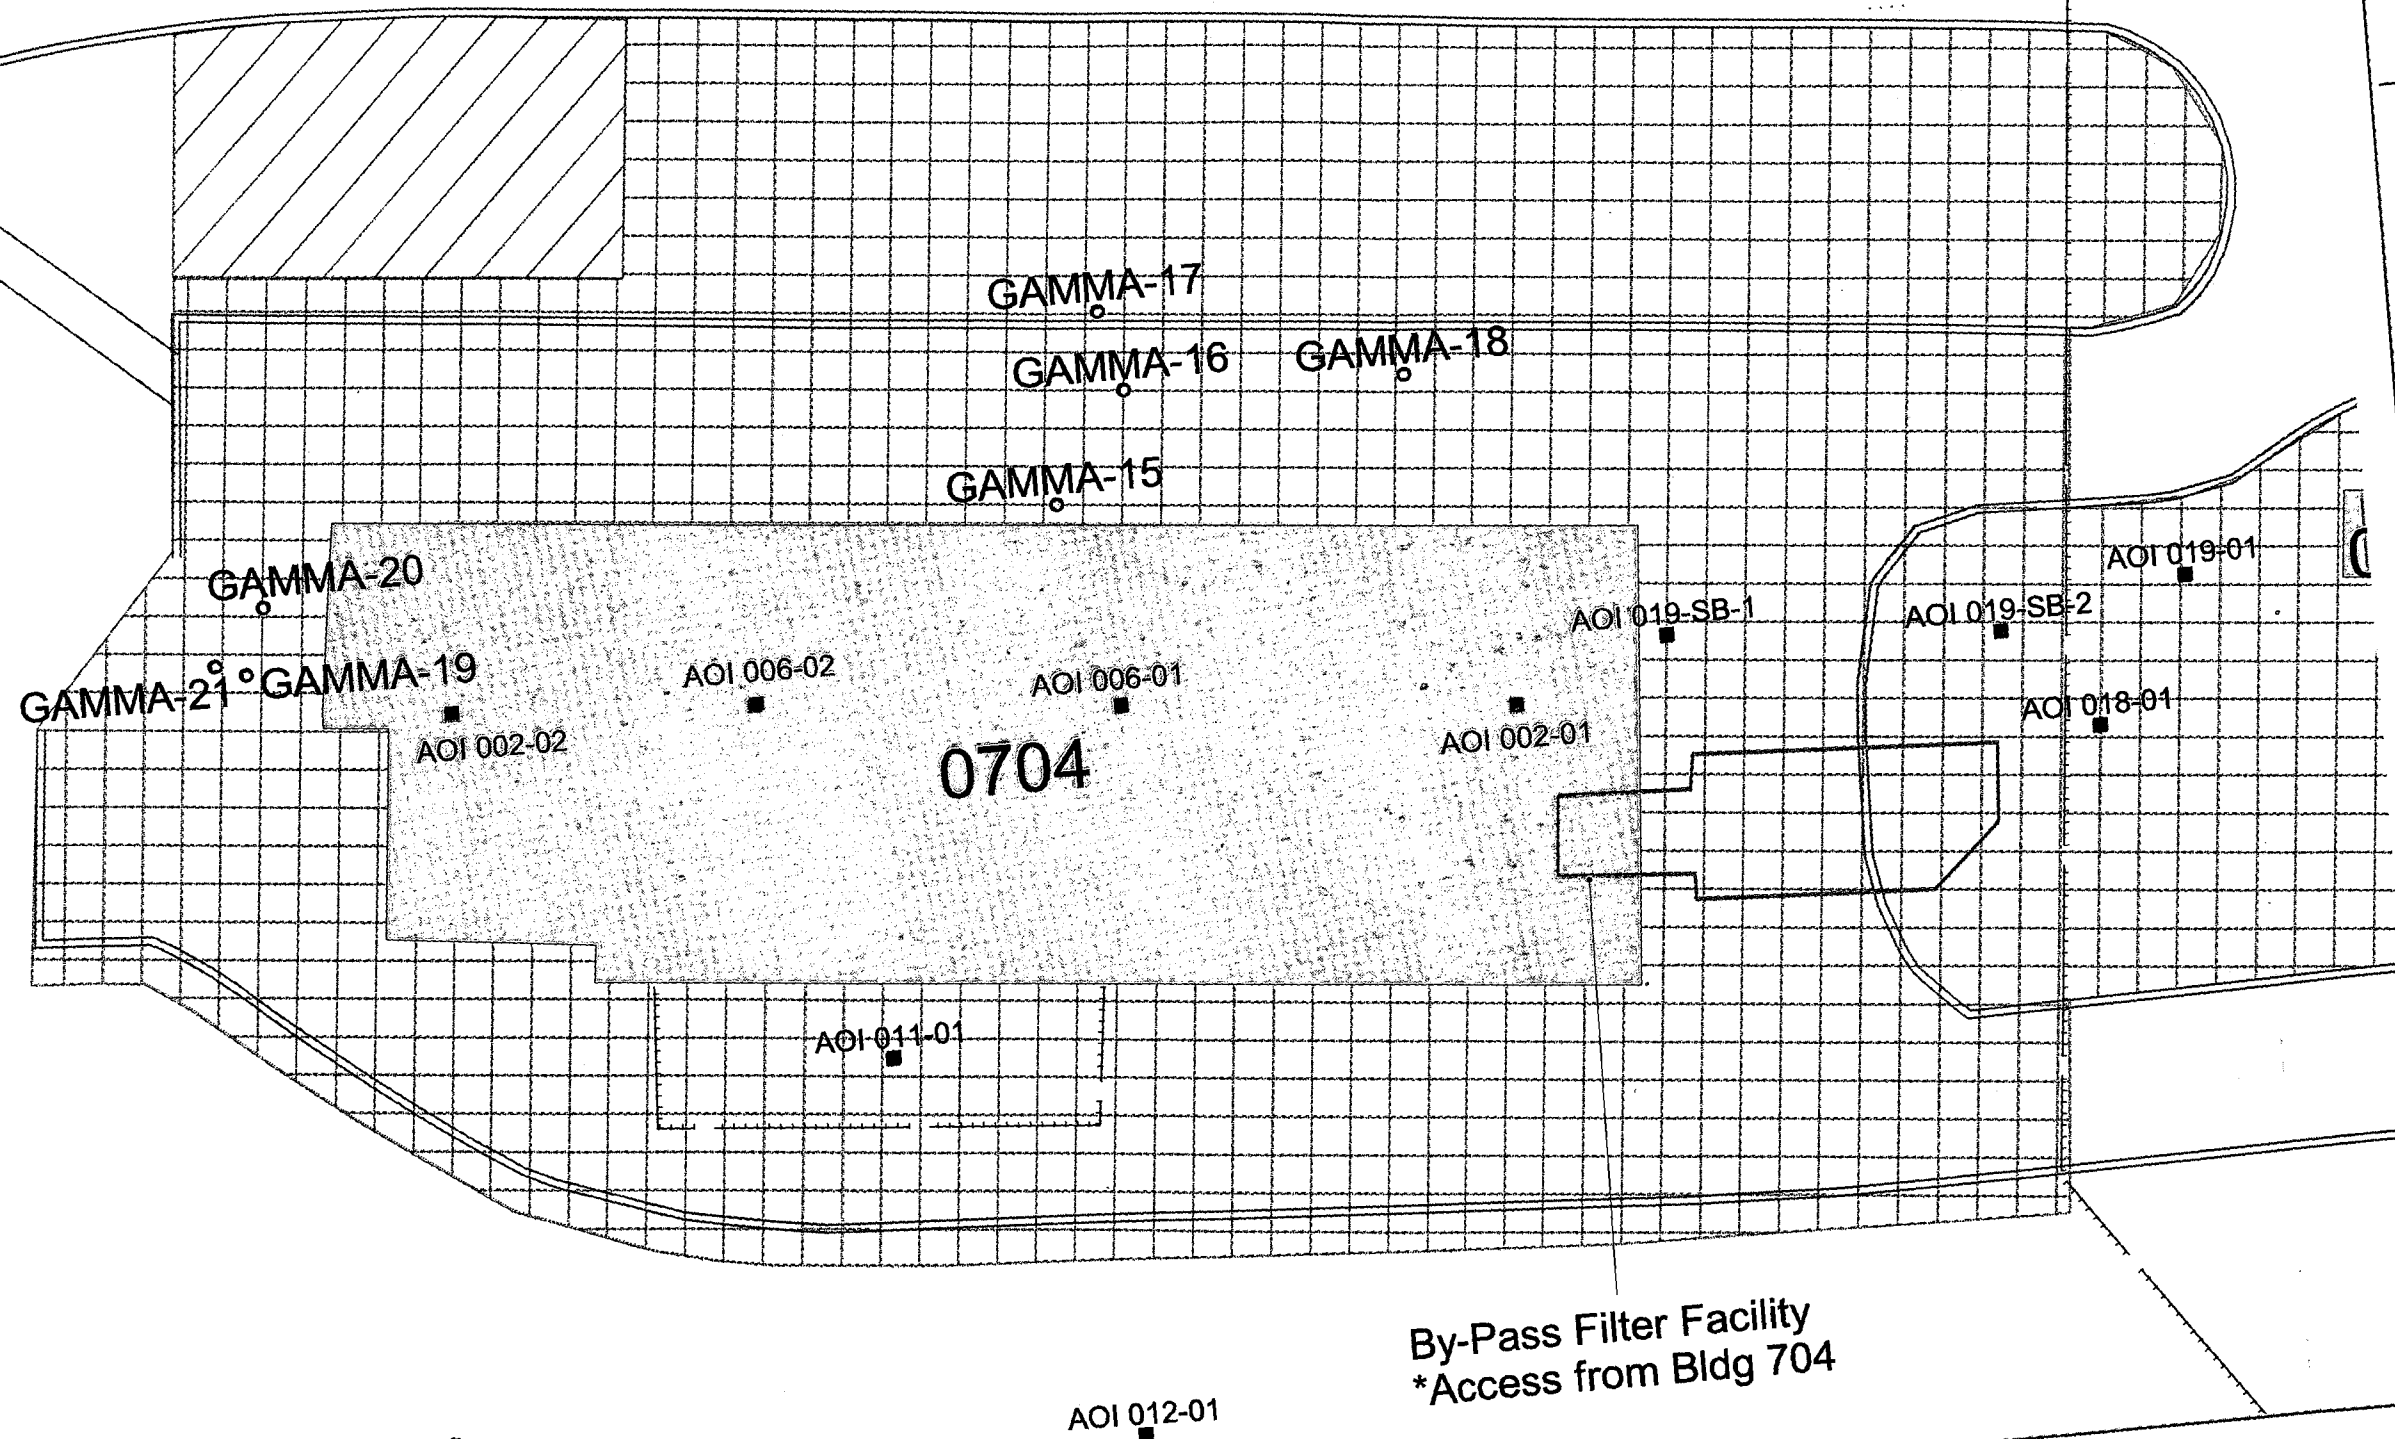 GAMMA-17
GAMMA-16
GAMMA-18
GAMMA-15
GAMMA-20
AOI 019-01
AOI 019-SB-1
AOI 019-SB-2
GAMMA-21
GAMMA-19
AOI 006-02
AOI 006-01
AOI 018-01
AOI 002-02
0704
AOI 002-01
AOI 011-01
By-Pass Filter Facility
*Access from Bldg 704
AOI 012-01